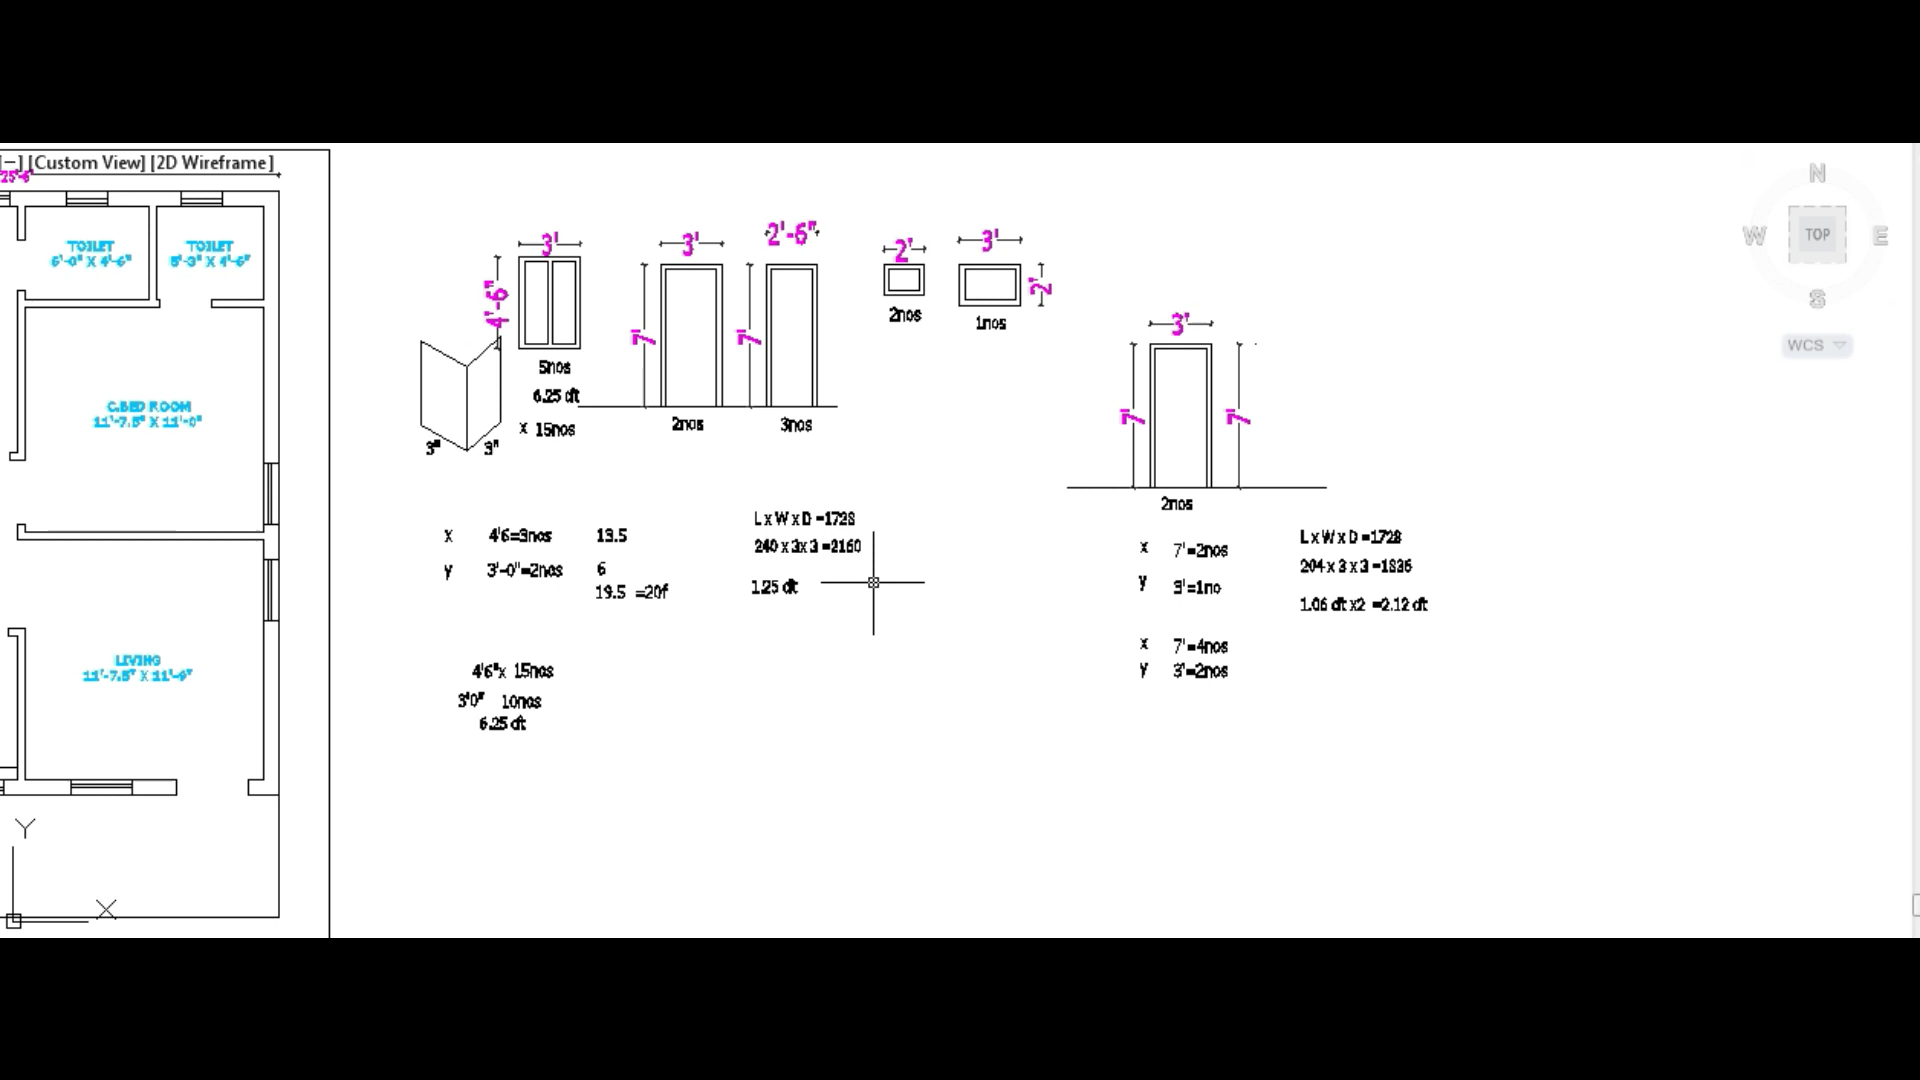 [−] [Custom View] [2D Wireframe]
25'-6"
TOILET
6'-0" X 4'-6"
TOILET
5'-3" X 4'-6"
C.BED ROOM
11'-7.5" X 11'-0"
LIVING
11'-7.5" X 11'-9"
Y
X
3'
4'-6"
5nos
6.25 cft
x 15nos
3"
3"
3'
7'
2nos
2'-6"
7'
3nos
2'
2nos
3'
2'
1nos
x 4'6=3nos 13.5
y 3'-0"=2nos 6
19.5 =20f
L x W x D =1728
240 x 3x 3 =2160
1.25 cft
4'6"x 15nos
3'0" 10nos
6.25 cft
3'
7'
7'
2nos
x 7'=2nos
y 3'=1no
L x W x D =1728
204 x 3 x 3 =1836
1.06 cft x2 =2.12 cft
x 7'=4nos
y 3'=2nos
N
W TOP E
S
WCS